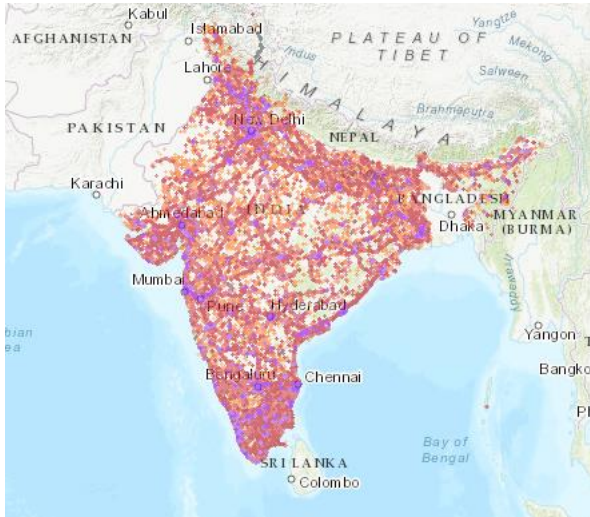 Kabul
Islamabad
AFGHANISTAN
PLATEAU OF
TIBET
Yangtze
Mekong
Salween
Indus
Lahore
HIMALAYA
Brahmaputra
New Delhi
NEPAL
PAKISTAN
Karachi
BANGLADESH
Ahmedabad
INDIA
Dhaka
MYANMAR
(BURMA)
Irrawaddy
Mumbai
Pune
Hyderabad
Yangon
bian
ea
Bengaluru
Chennai
Bangko
Bay of
Bengal
SRI LANKA
Colombo